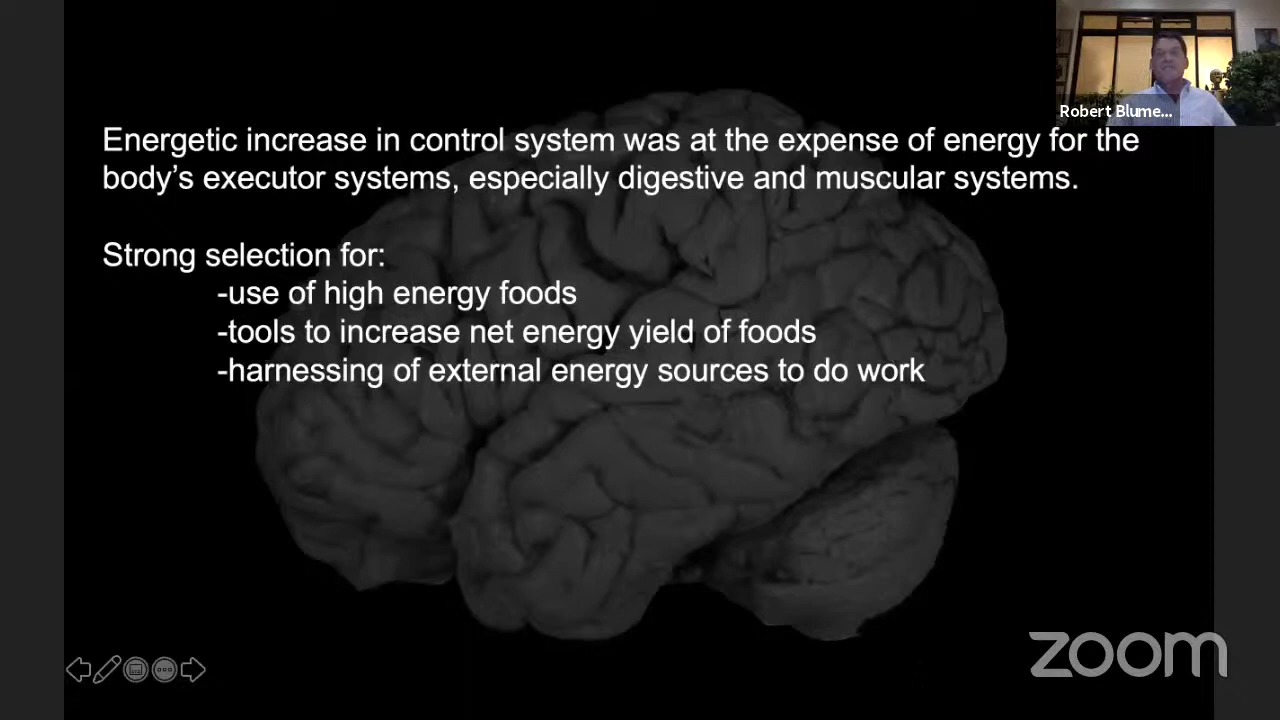 Robert Blume...
Energetic increase in control system was at the expense of energy for the
body’s executor systems, especially digestive and muscular systems.
Strong selection for:
-use of high energy foods
-tools to increase net energy yield of foods
-harnessing of external energy sources to do work
zoom